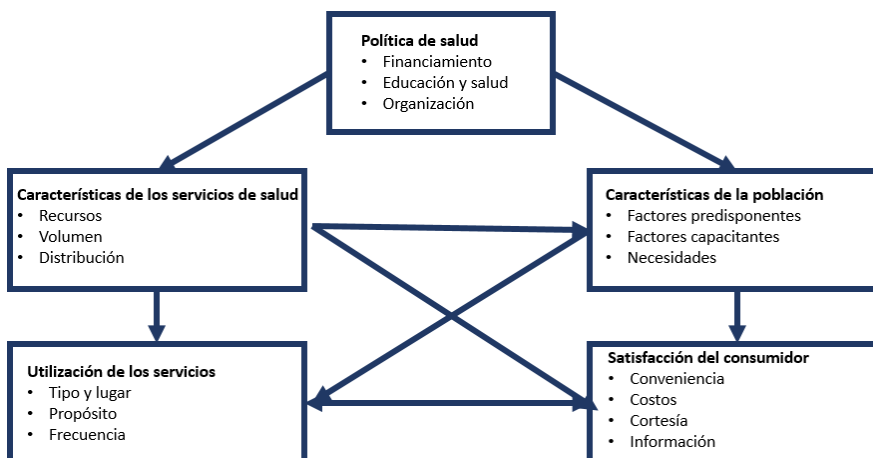 Política de salud
• Financiamiento
• Educación y salud
• Organización
Características de los servicios de salud
• Recursos
• Volumen
• Distribución
Características de la población
• Factores predisponentes
• Factores capacitantes
• Necesidades
Utilización de los servicios
• Tipo y lugar
• Propósito
• Frecuencia
Satisfacción del consumidor
• Conveniencia
• Costos
• Cortesía
• Información